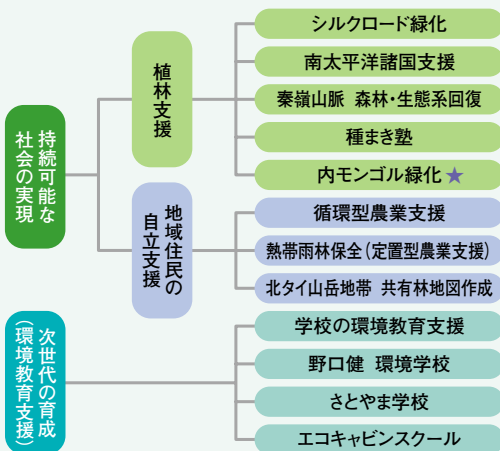 持続可能な
社会の実現
植林支援
シルクロード緑化
南太平洋諸国支援
秦嶺山脈 森林・生態系回復
種まき塾
内モンゴル緑化★
地域住民の
自立支援
循環型農業支援
熱帯雨林保全(定置型農業支援)
北タイ山岳地帯 共有林地図作成
次世代の育成
(環境教育支援)
学校の環境教育支援
野口健 環境学校
さとやま学校
エコキャビンスクール